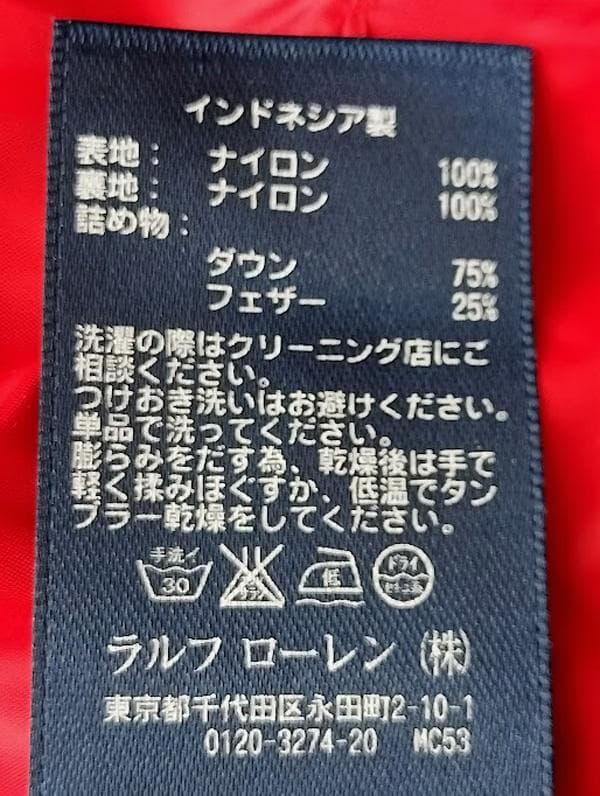 インドネシア製
表地： ナイロン 100%
裏地： ナイロン 100%
詰め物：
ダウン 75%
フェザー 25%
洗濯の際はクリーニング店にご
相談ください。
つけおき洗いはお避けください。
単品で洗ってください。
膨らみをだす為、乾燥後は手で
軽く揉みほぐすか、低温でタン
ブラー乾燥をしてください。
手洗イ 30 低 ドライ
ラルフ ローレン (株)
東京都千代田区永田町2-10-1
0120-3274-20 MC53